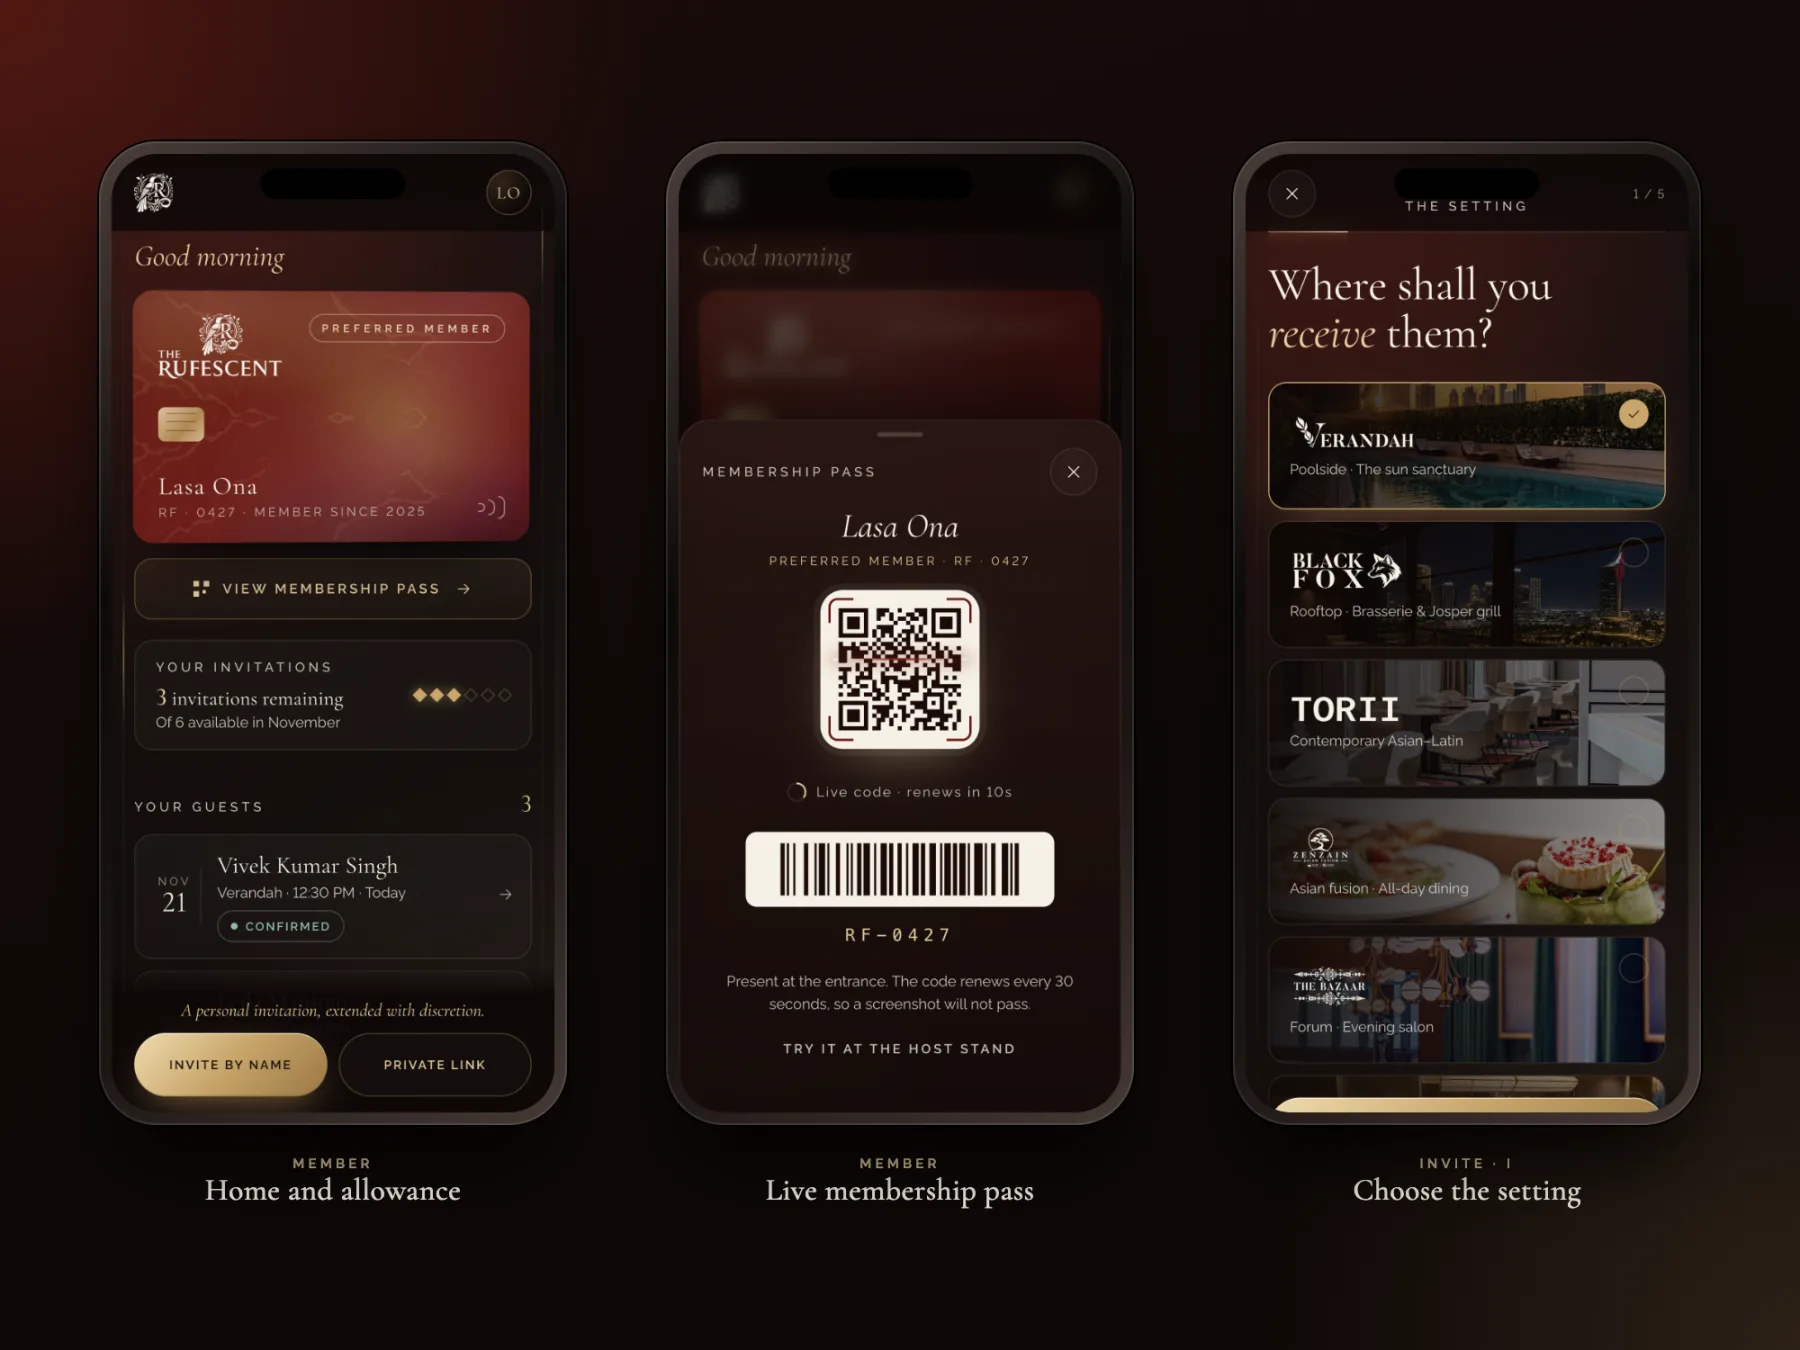 LO
Good morning
R
THE
RUFESCENT
PREFERRED MEMBER
Lasa Ona
RF · 0427 · MEMBER SINCE 2025
VIEW MEMBERSHIP PASS →
YOUR INVITATIONS
3 invitations remaining
Of 6 available in November
YOUR GUESTS
3
NOV
21
Vivek Kumar Singh
Verandah · 12:30 PM · Today
CONFIRMED
A personal invitation, extended with discretion.
INVITE BY NAME
PRIVATE LINK
MEMBER
Home and allowance
Good morning
MEMBERSHIP PASS
Lasa Ona
PREFERRED MEMBER · RF · 0427
Live code · renews in 10s
RF-0427
Present at the entrance. The code renews every 30
seconds, so a screenshot will not pass.
TRY IT AT THE HOST STAND
MEMBER
Live membership pass
THE SETTING
1 / 5
Where shall you
receive them?
VERANDAH
Poolside · The sun sanctuary
BLACK
FOX
Rooftop · Brasserie & Josper grill
TORII
Contemporary Asian–Latin
ZENZAIN
Asian fusion · All-day dining
THE BAZAAR
Forum · Evening salon
INVITE · I
Choose the setting